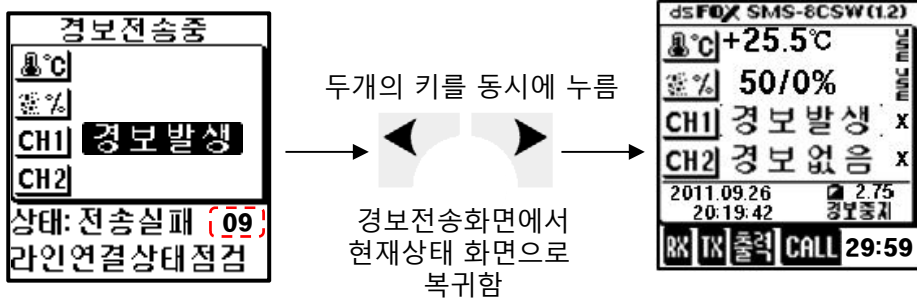 경보전송중
°C
%
CH1 경보발생
CH2
상태: 전송실패 09
라인연결상태점검
두개의 키를 동시에 누름
경보전송화면에서
현재상태 화면으로
복귀함
dsFOX SMS-8CSW(1.2)
°C +25.5℃ USE
% 50/0% USE
CH1 경보발생 X
CH2 경보없음 X
2011.09.26 2.75
20:19:42 경보중지
RX TX 출력 CALL 29:59